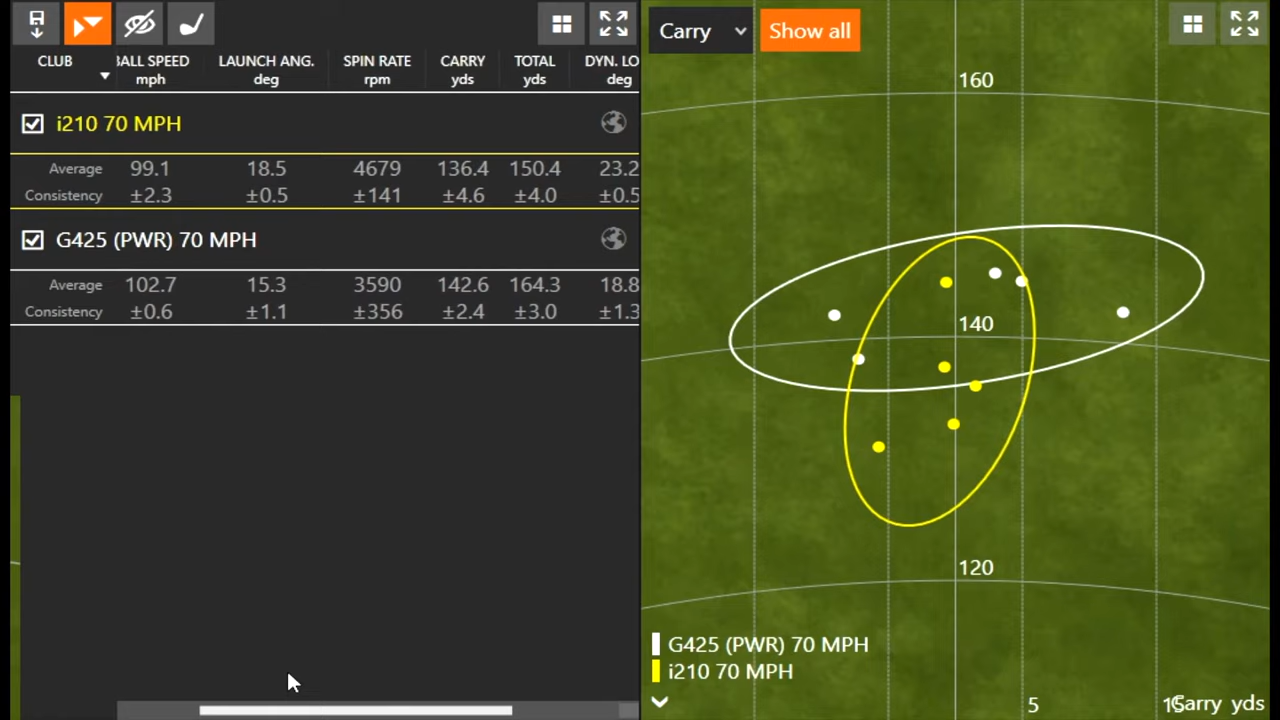 CLUB BALL SPEED LAUNCH ANG. SPIN RATE CARRY TOTAL DYN. LO
mph deg rpm yds yds deg
i210 70 MPH
Average 99.1 18.5 4679 136.4 150.4 23.2
Consistency ±2.3 ±0.5 ±141 ±4.6 ±4.0 ±0.5
G425 (PWR) 70 MPH
Average 102.7 15.3 3590 142.6 164.3 18.8
Consistency ±0.6 ±1.1 ±356 ±2.4 ±3.0 ±1.3
Carry Show all
160
140
120
G425 (PWR) 70 MPH
i210 70 MPH
5 15 Carry yds